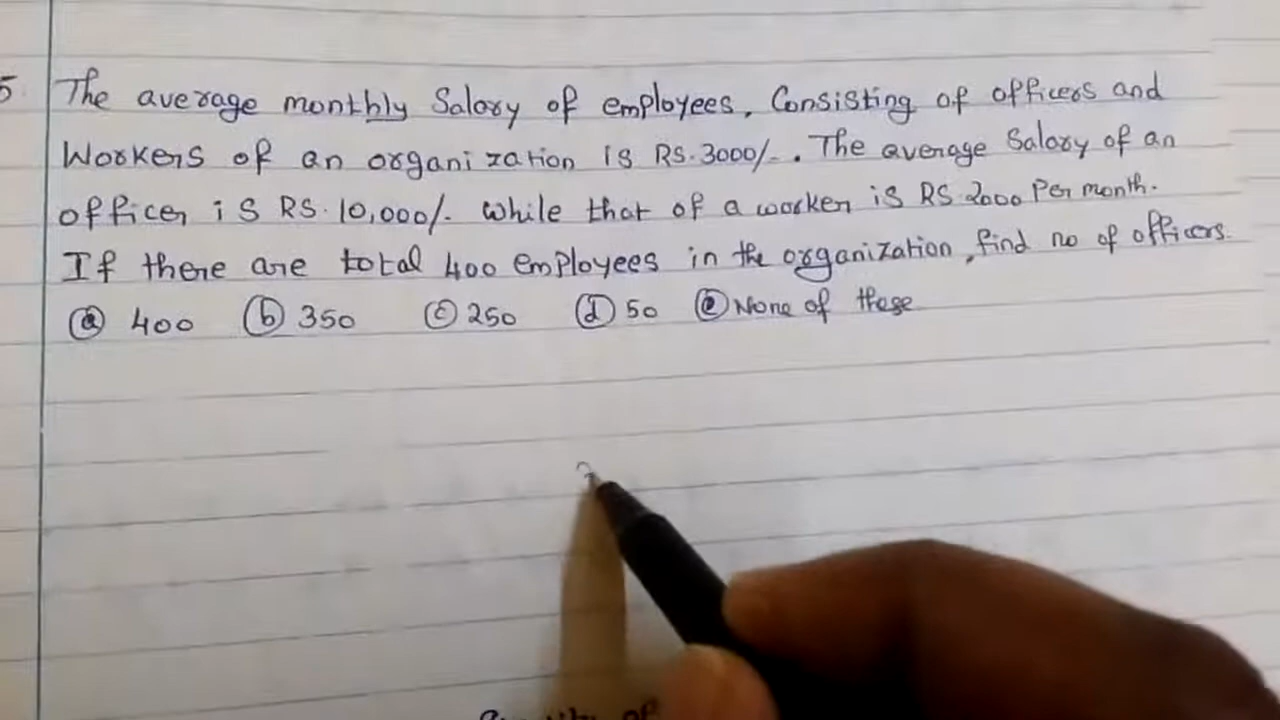 5
The average monthly Salary of employees, Consisting of officers and
Workers of an organization is RS. 3000/-. The average Salary of an
officer is RS. 10,000/- while that of a worker is RS 2000 Per month.
If there are total 400 employees in the organization, find no of officers.
(a) 400 (b) 350 (c) 250 (d) 50 (e) None of these